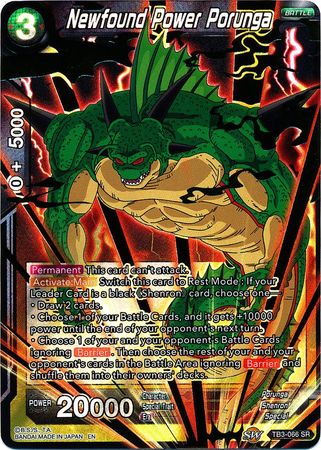 3
Newfound Power Porunga
BATTLE
+ 5000
Permanent This card can't attack.
Activate:Main Switch this card to Rest Mode : If your
Leader Card is a black ‹Shenron› card, choose one—
• Draw 2 cards.
• Choose 1 of your Battle Cards, and it gets +10000
power until the end of your opponent's next turn.
• Choose 1 of your and your opponent's Battle Cards
ignoring Barrier. Then choose the rest of your and your
opponent's cards in the Battle Area ignoring Barrier and
shuffle them into their owners' decks.
POWER 20000
Character Porunga
Special Trait Shenron
Era Special
©B.S./S., T.A.
BANDAI MADE IN JAPAN EN
TB3-066 SR